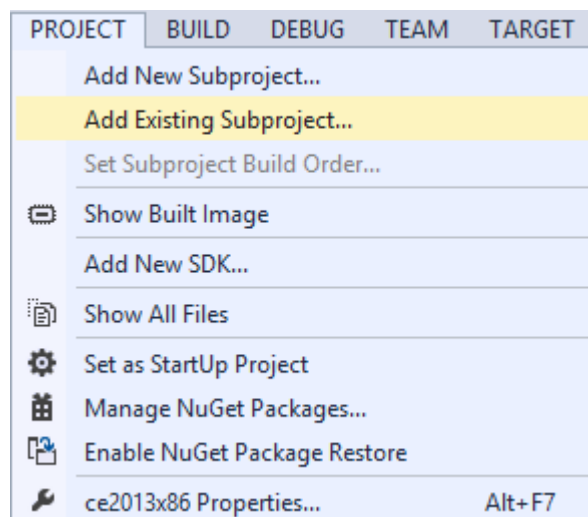 PROJECT BUILD DEBUG TEAM TARGET
Add New Subproject...
Add Existing Subproject...
Set Subproject Build Order...
Show Built Image
Add New SDK...
Show All Files
Set as StartUp Project
Manage NuGet Packages...
Enable NuGet Package Restore
ce2013x86 Properties... Alt+F7